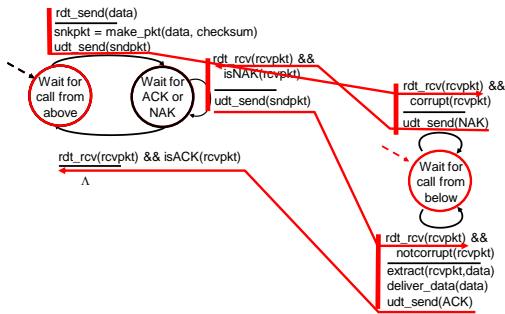 rdt_send(data)
snkpkt = make_pkt(data, checksum)
udt_send(sndpkt)
Wait for
call from
above
Wait for
ACK or
NAK
rdt_rcv(rcvpkt) &&
isNAK(rcvpkt)
udt_send(sndpkt)
rdt_rcv(rcvpkt) && isACK(rcvpkt)
Λ
rdt_rcv(rcvpkt) &&
corrupt(rcvpkt)
udt_send(NAK)
Wait for
call from
below
rdt_rcv(rcvpkt) &&
notcorrupt(rcvpkt)
extract(rcvpkt,data)
deliver_data(data)
udt_send(ACK)